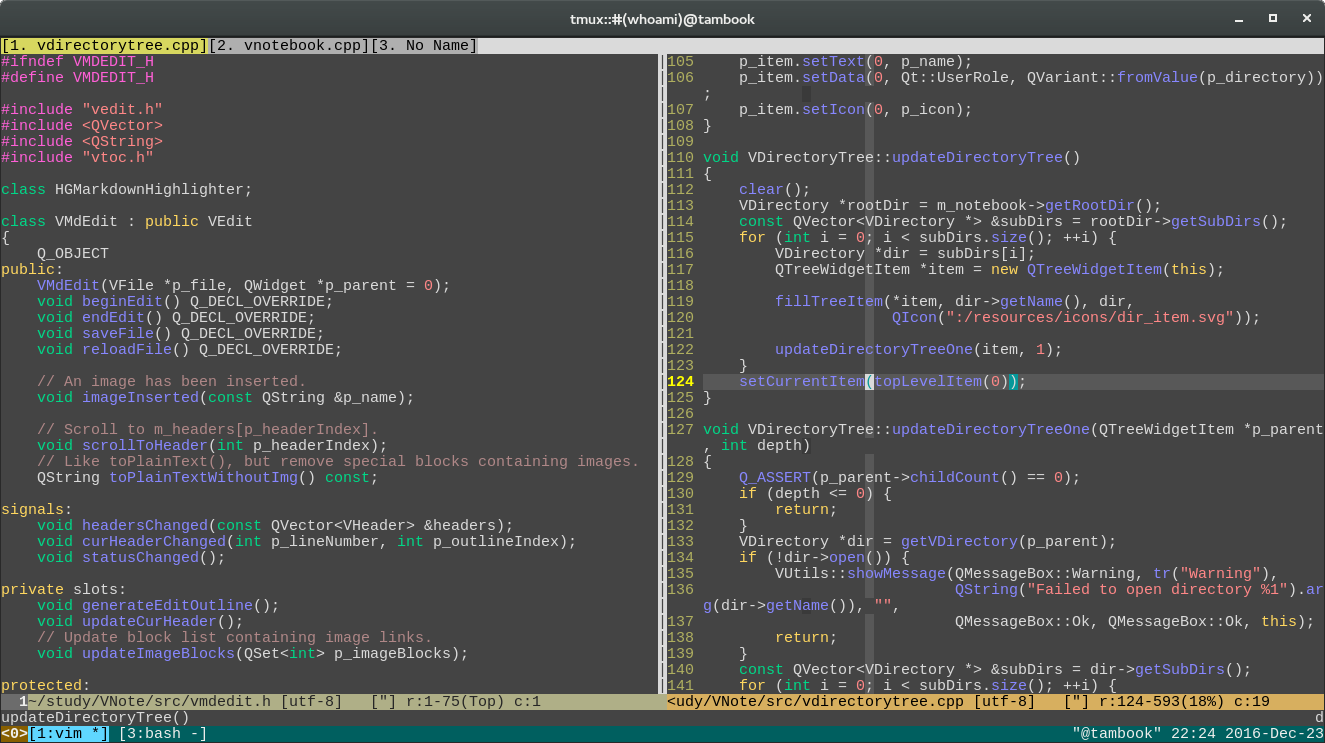 tmux::#(whoami)@tambook
[1. vdirectorytree.cpp][2. vnotebook.cpp][3. No Name]
#ifndef VMDEDIT_H
#define VMDEDIT_H

#include "vedit.h"
#include <QVector>
#include <QString>
#include "vtoc.h"

class HGMarkdownHighlighter;

class VMdEdit : public VEdit
{
    Q_OBJECT
public:
    VMdEdit(VFile *p_file, QWidget *p_parent = 0);
    void beginEdit() Q_DECL_OVERRIDE;
    void endEdit() Q_DECL_OVERRIDE;
    void saveFile() Q_DECL_OVERRIDE;
    void reloadFile() Q_DECL_OVERRIDE;

    // An image has been inserted.
    void imageInserted(const QString &p_name);

    // Scroll to m_headers[p_headerIndex].
    void scrollToHeader(int p_headerIndex);
    // Like toPlainText(), but remove special blocks containing images.
    QString toPlainTextWithoutImg() const;

signals:
    void headersChanged(const QVector<VHeader> &headers);
    void curHeaderChanged(int p_lineNumber, int p_outlineIndex);
    void statusChanged();

private slots:
    void generateEditOutline();
    void updateCurHeader();
    // Update block list containing image links.
    void updateImageBlocks(QSet<int> p_imageBlocks);

protected:
  1~/study/VNote/src/vmdedit.h [utf-8]   ["] r:1-75(Top) c:1
105     p_item.setText(0, p_name);
106     p_item.setData(0, Qt::UserRole, QVariant::fromValue(p_directory))
;
107     p_item.setIcon(0, p_icon);
108 }
109
110 void VDirectoryTree::updateDirectoryTree()
111 {
112     clear();
113     VDirectory *rootDir = m_notebook->getRootDir();
114     const QVector<VDirectory *> &subDirs = rootDir->getSubDirs();
115     for (int i = 0; i < subDirs.size(); ++i) {
116         VDirectory *dir = subDirs[i];
117         QTreeWidgetItem *item = new QTreeWidgetItem(this);
118
119         fillTreeItem(*item, dir->getName(), dir,
120                      QIcon(":/resources/icons/dir_item.svg"));
121
122         updateDirectoryTreeOne(item, 1);
123     }
124     setCurrentItem(topLevelItem(0));
125 }
126
127 void VDirectoryTree::updateDirectoryTreeOne(QTreeWidgetItem *p_parent
, int depth)
128 {
129     Q_ASSERT(p_parent->childCount() == 0);
130     if (depth <= 0) {
131         return;
132     }
133     VDirectory *dir = getVDirectory(p_parent);
134     if (!dir->open()) {
135         VUtils::showMessage(QMessageBox::Warning, tr("Warning"),
136                             QString("Failed to open directory %1").ar
g(dir->getName()), "",
137                             QMessageBox::Ok, QMessageBox::Ok, this);
138         return;
139     }
140     const QVector<VDirectory *> &subDirs = dir->getSubDirs();
141     for (int i = 0; i < subDirs.size(); ++i) {
<udy/VNote/src/vdirectorytree.cpp [utf-8]    ["] r:124-593(18%) c:19
updateDirectoryTree() d
<0>[1:vim *] [3:bash -] "@tambook" 22:24 2016-Dec-23